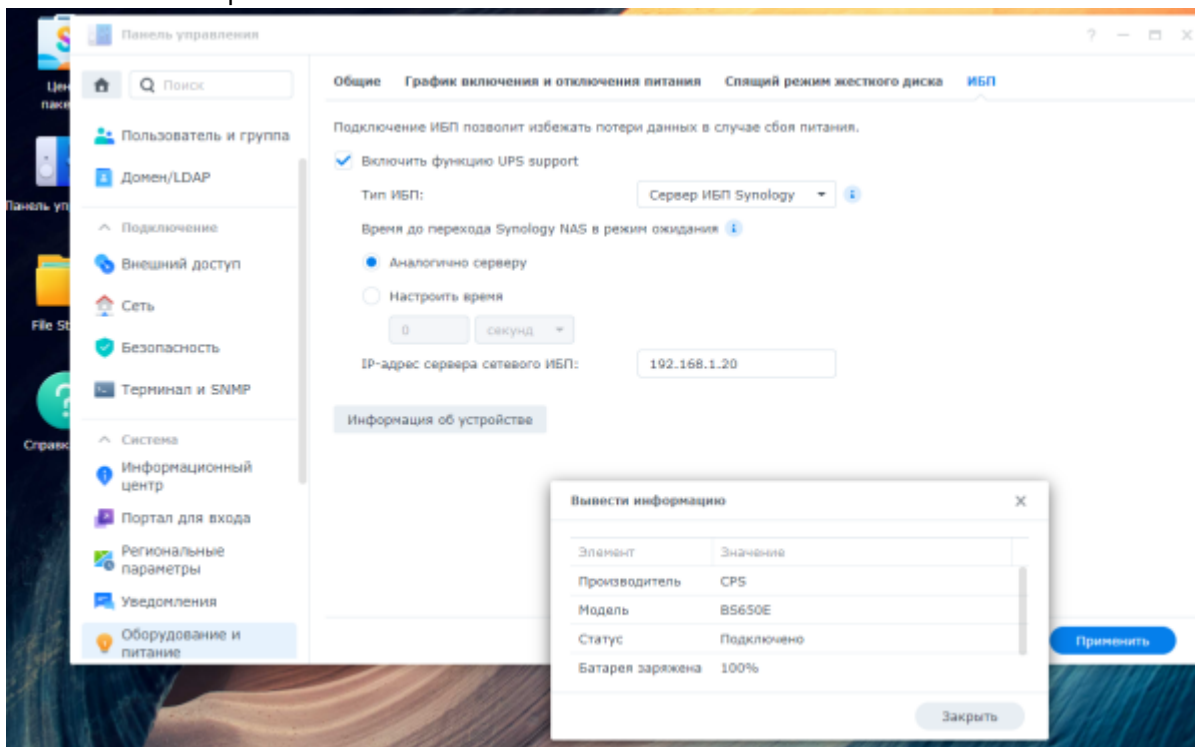 Панель управления
Цен
паке
Панель уп
File St
Справк
Поиск
Пользователь и группа
Домен/LDAP
Подключение
Внешний доступ
Сеть
Безопасность
Терминал и SNMP
Система
Информационный
центр
Портал для входа
Региональные
параметры
Уведомления
Оборудование и
питание
Общие График включения и отключения питания Спящий режим жесткого диска ИБП
Подключение ИБП позволит избежать потери данных в случае сбоя питания.
Включить функцию UPS support
Тип ИБП: Сервер ИБП Synology
Время до перехода Synology NAS в режим ожидания
Аналогично серверу
Настроить время
0 секунд
IP-адрес сервера сетевого ИБП: 192.168.1.20
Информация об устройстве
Вывести информацию
Элемент Значение
Производитель CPS
Модель BS650E
Статус Подключено
Батарея заряжена 100%
Закрыть
Применить